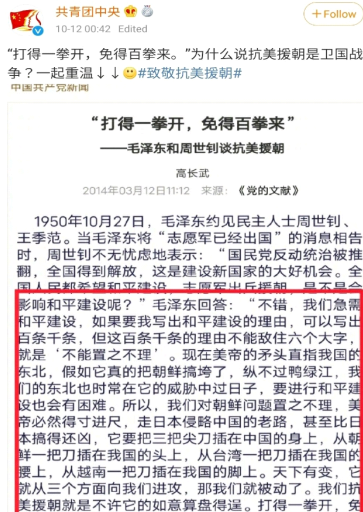 共青团中央
10-12 00:42 Edited
+ Follow
“打得一拳开，免得百拳来。”为什么说抗美援朝是卫国战
争？一起重温↓↓🙂#致敬抗美援朝#
中国共产党新闻
“打得一拳开，免得百拳来”
——毛泽东和周世钊谈抗美援朝
高长武
2014年03月12日11:12 来源：《党的文献》
1950年10月27日，毛泽东约见民主人士周世钊、
王季范。当毛泽东将“志愿军已经出国”的消息相告
时，周世钊不无忧虑地表示：“国民党反动统治被推
翻，全国得到解放，这是建设新国家的大好机会。全
国人民都希望和平建设，志愿军出兵援朝，是不是会
影响和平建设呢？”毛泽东回答：“不错，我们急需
和平建设，如果要我写出和平建设的理由，可以写出
百条千条，但这百条千条的理由不能敌住六个大字，
就是‘不能置之不理’。现在美帝的矛头直指我国的
东北，假如它真的把朝鲜搞垮了，纵不过鸭绿江，我
们的东北也时常在它的威胁中过日子，要进行和平建
设也会有困难。所以，我们对朝鲜问题置之不理，美
帝必然得寸进尺，走日本侵略中国的老路，甚至比日
本搞得还凶，它要把三把尖刀插在中国的身上，从朝
鲜一把刀插在我国的头上，从台湾一把刀插在我国的
腰上，从越南一把刀插在我国的脚上。天下有变，它
就从三个方面向我们进攻，那我们就被动了。我们抗
美援朝就是不许它的如意算盘得逞。‘打得一拳开，免